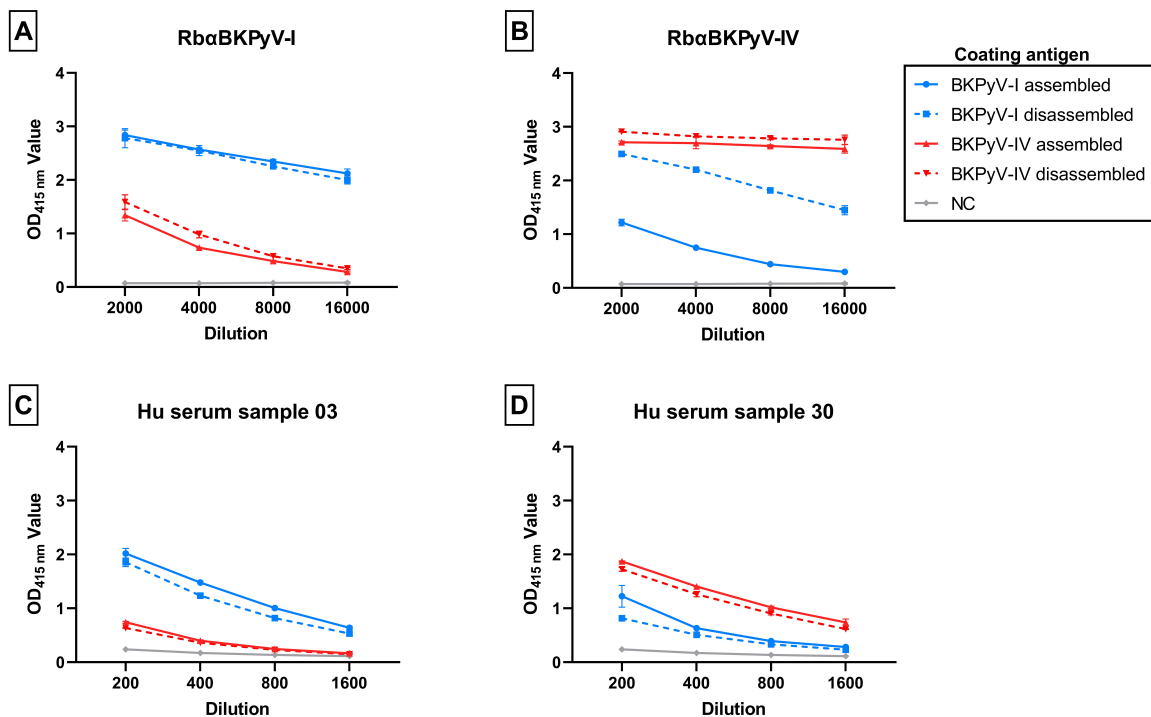 A
RbαBKPyV-I
OD415 nm Value
4
3
2
1
0
2000 4000 8000 16000
Dilution
B
RbαBKPyV-IV
OD415 nm Value
4
3
2
1
0
2000 4000 8000 16000
Dilution
Coating antigen
BKPyV-I assembled
BKPyV-I disassembled
BKPyV-IV assembled
BKPyV-IV disassembled
NC
C
Hu serum sample 03
OD415 nm Value
4
3
2
1
0
200 400 800 1600
Dilution
D
Hu serum sample 30
OD415 nm Value
4
3
2
1
0
200 400 800 1600
Dilution